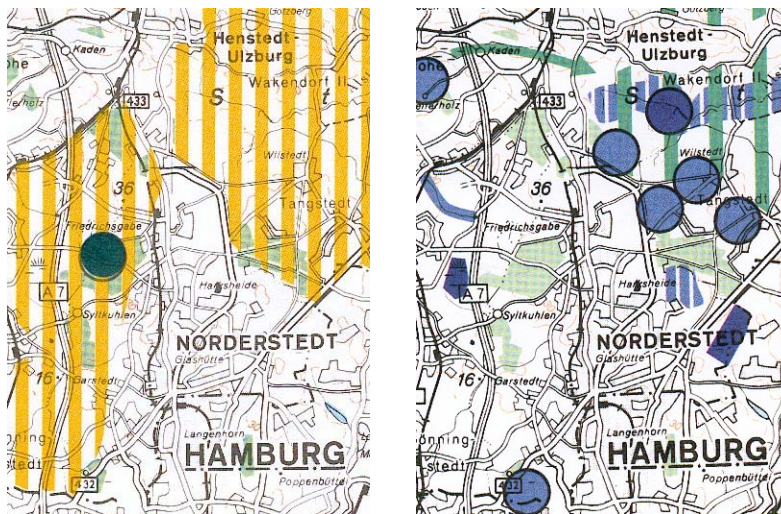 Götzberg
Henstedt-
Ulzburg
Kaden
Wakendorf II
433
S
t
Wilstedt
36
Tangstedt
Friedrichsgabe
A 7
Harksheide
Syltkuhlen
NORDERSTEDT
Glashütte
16
Garstedt
Langenhorn
HAMBURG
Poppenbüttel
432
Henstedt-
Ulzburg
Kaden
Wakendorf II
433
S
t
Wilstedt
36
Tangstedt
Friedrichsgabe
A 7
Harksheide
Syltkuhlen
NORDERSTEDT
Glashütte
16
Garstedt
30
Langenhorn
HAMBURG
Poppenbüttel
432